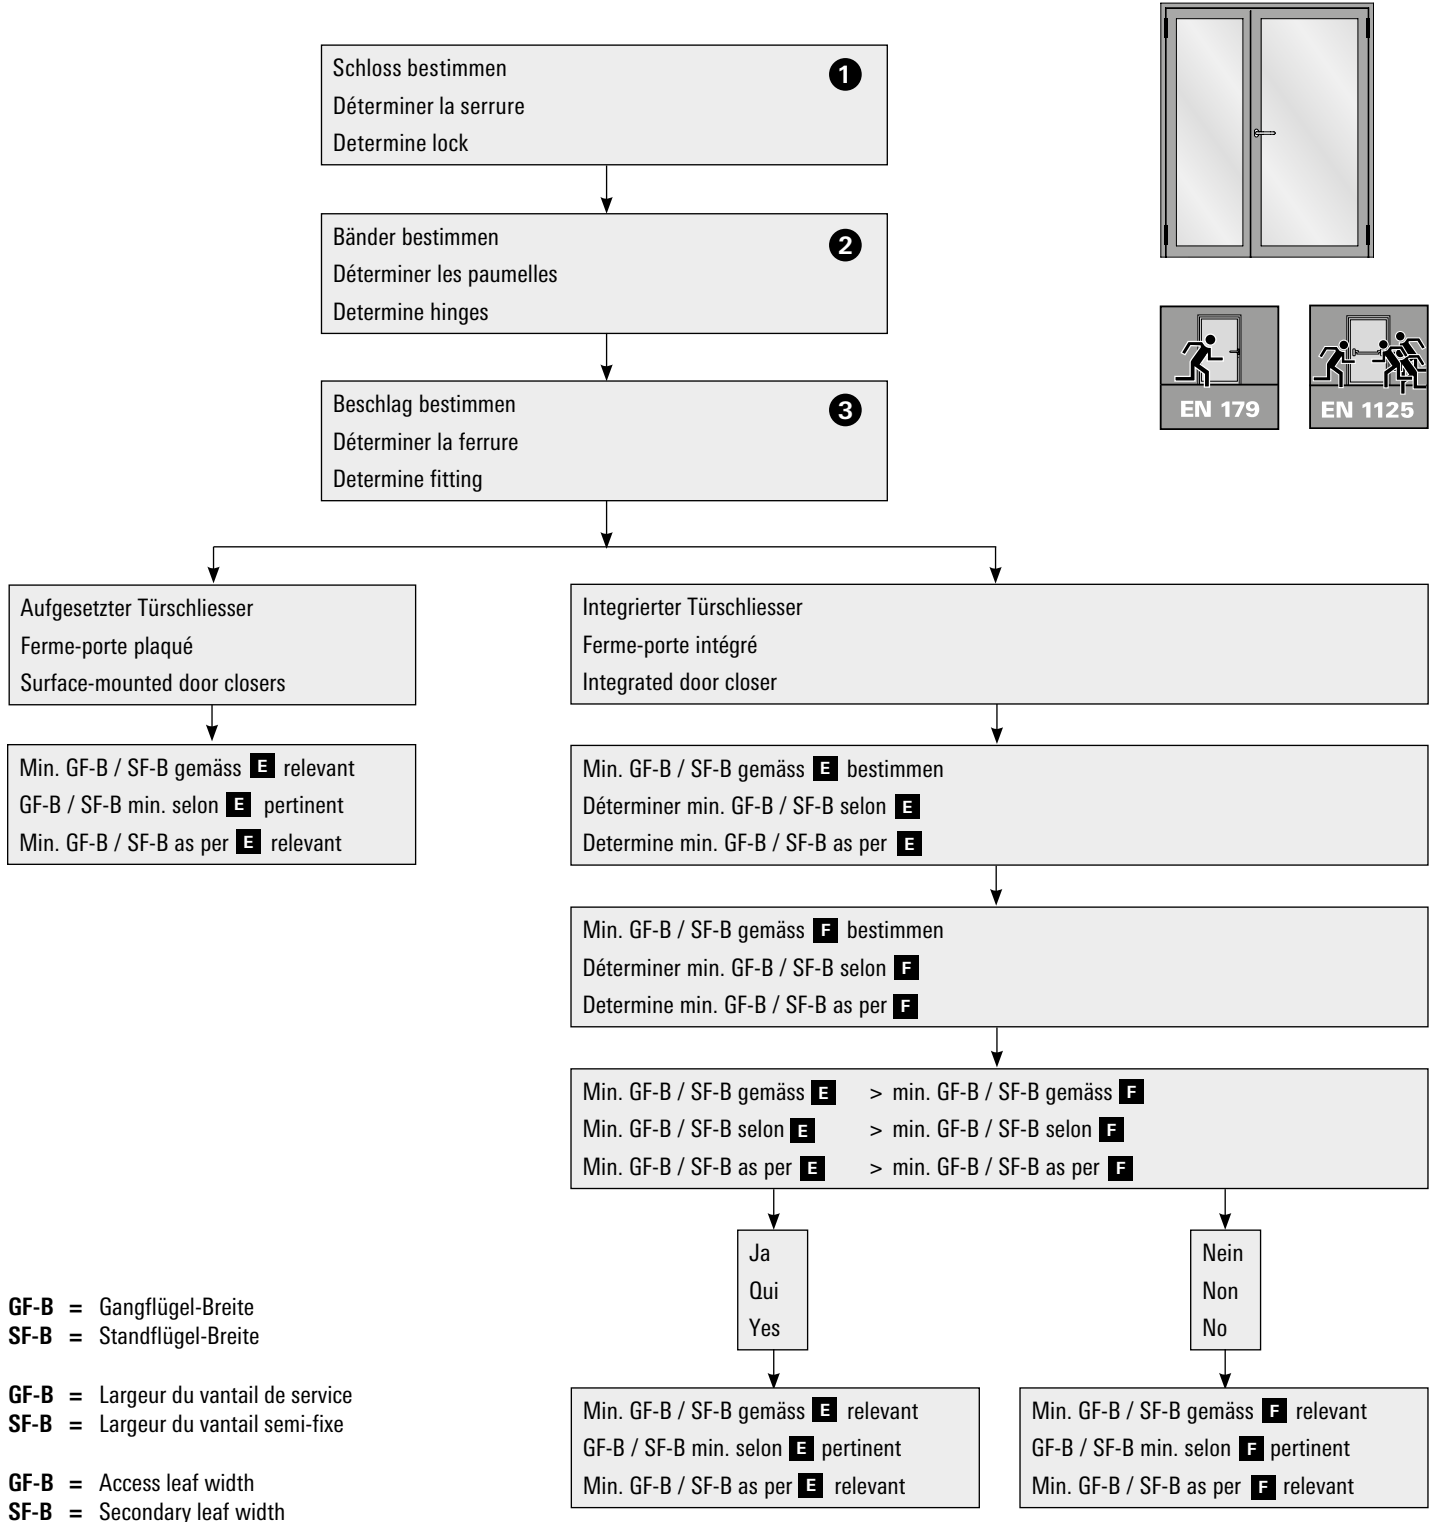 Schloss bestimmen 1
Déterminer la serrure
Determine lock
Bänder bestimmen 2
Déterminer les paumelles
Determine hinges
Beschlag bestimmen 3
Déterminer la ferrure
Determine fitting
EN 179
EN 1125
Aufgesetzter Türschliesser
Ferme-porte plaqué
Surface-mounted door closers
Integrierter Türschliesser
Ferme-porte intégré
Integrated door closer
Min. GF-B / SF-B gemäss E relevant
GF-B / SF-B min. selon E pertinent
Min. GF-B / SF-B as per E relevant
Min. GF-B / SF-B gemäss E bestimmen
Déterminer min. GF-B / SF-B selon E
Determine min. GF-B / SF-B as per E
Min. GF-B / SF-B gemäss F bestimmen
Déterminer min. GF-B / SF-B selon F
Determine min. GF-B / SF-B as per F
Min. GF-B / SF-B gemäss E > min. GF-B / SF-B gemäss F
Min. GF-B / SF-B selon E > min. GF-B / SF-B selon F
Min. GF-B / SF-B as per E > min. GF-B / SF-B as per F
Ja
Qui
Yes
Nein
Non
No
Min. GF-B / SF-B gemäss E relevant
GF-B / SF-B min. selon E pertinent
Min. GF-B / SF-B as per E relevant
Min. GF-B / SF-B gemäss F relevant
GF-B / SF-B min. selon F pertinent
Min. GF-B / SF-B as per F relevant
GF-B = Gangflügel-Breite
SF-B = Standflügel-Breite
GF-B = Largeur du vantail de service
SF-B = Largeur du vantail semi-fixe
GF-B = Access leaf width
SF-B = Secondary leaf width